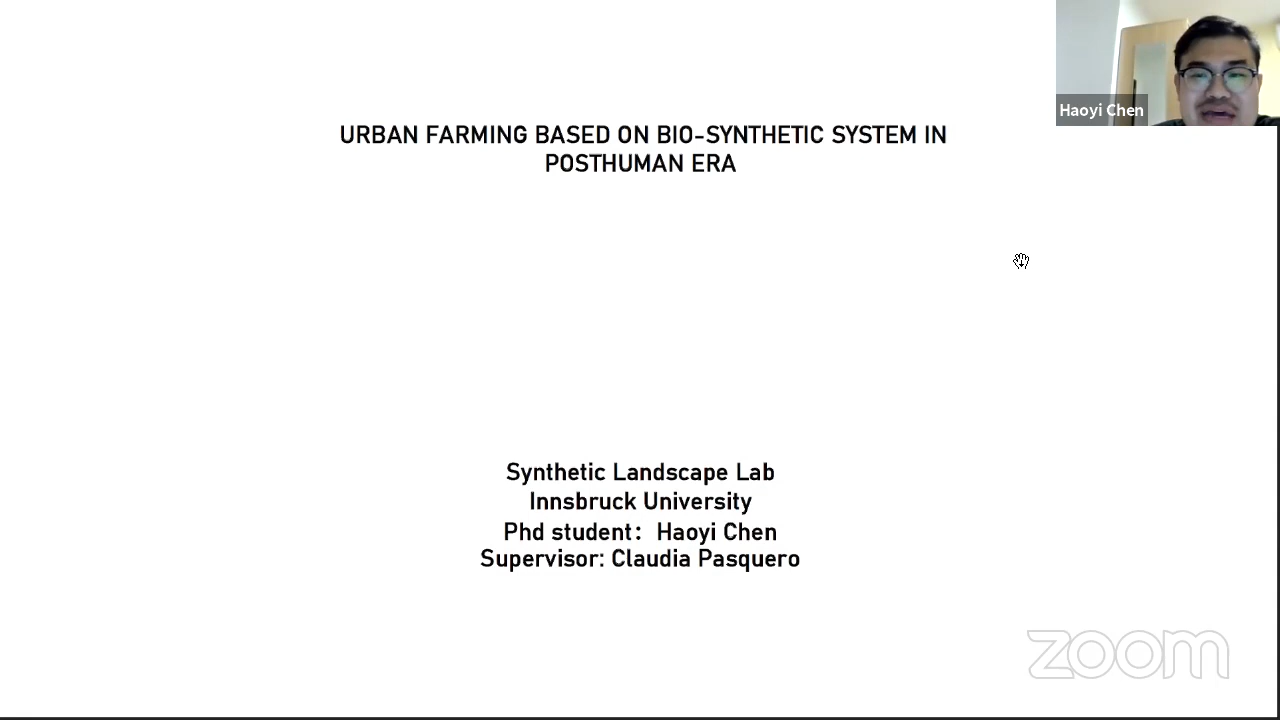 Haoyi Chen
URBAN FARMING BASED ON BIO-SYNTHETIC SYSTEM IN
POSTHUMAN ERA
Synthetic Landscape Lab
Innsbruck University
Phd student： Haoyi Chen
Supervisor: Claudia Pasquero
zoom